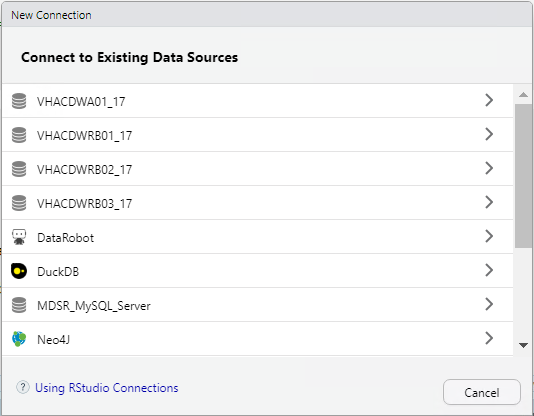 New Connection
Connect to Existing Data Sources
VHACDWA01_17
VHACDWRB01_17
VHACDWRB02_17
VHACDWRB03_17
DataRobot
DuckDB
MDSR_MySQL_Server
Neo4J
? Using RStudio Connections
Cancel